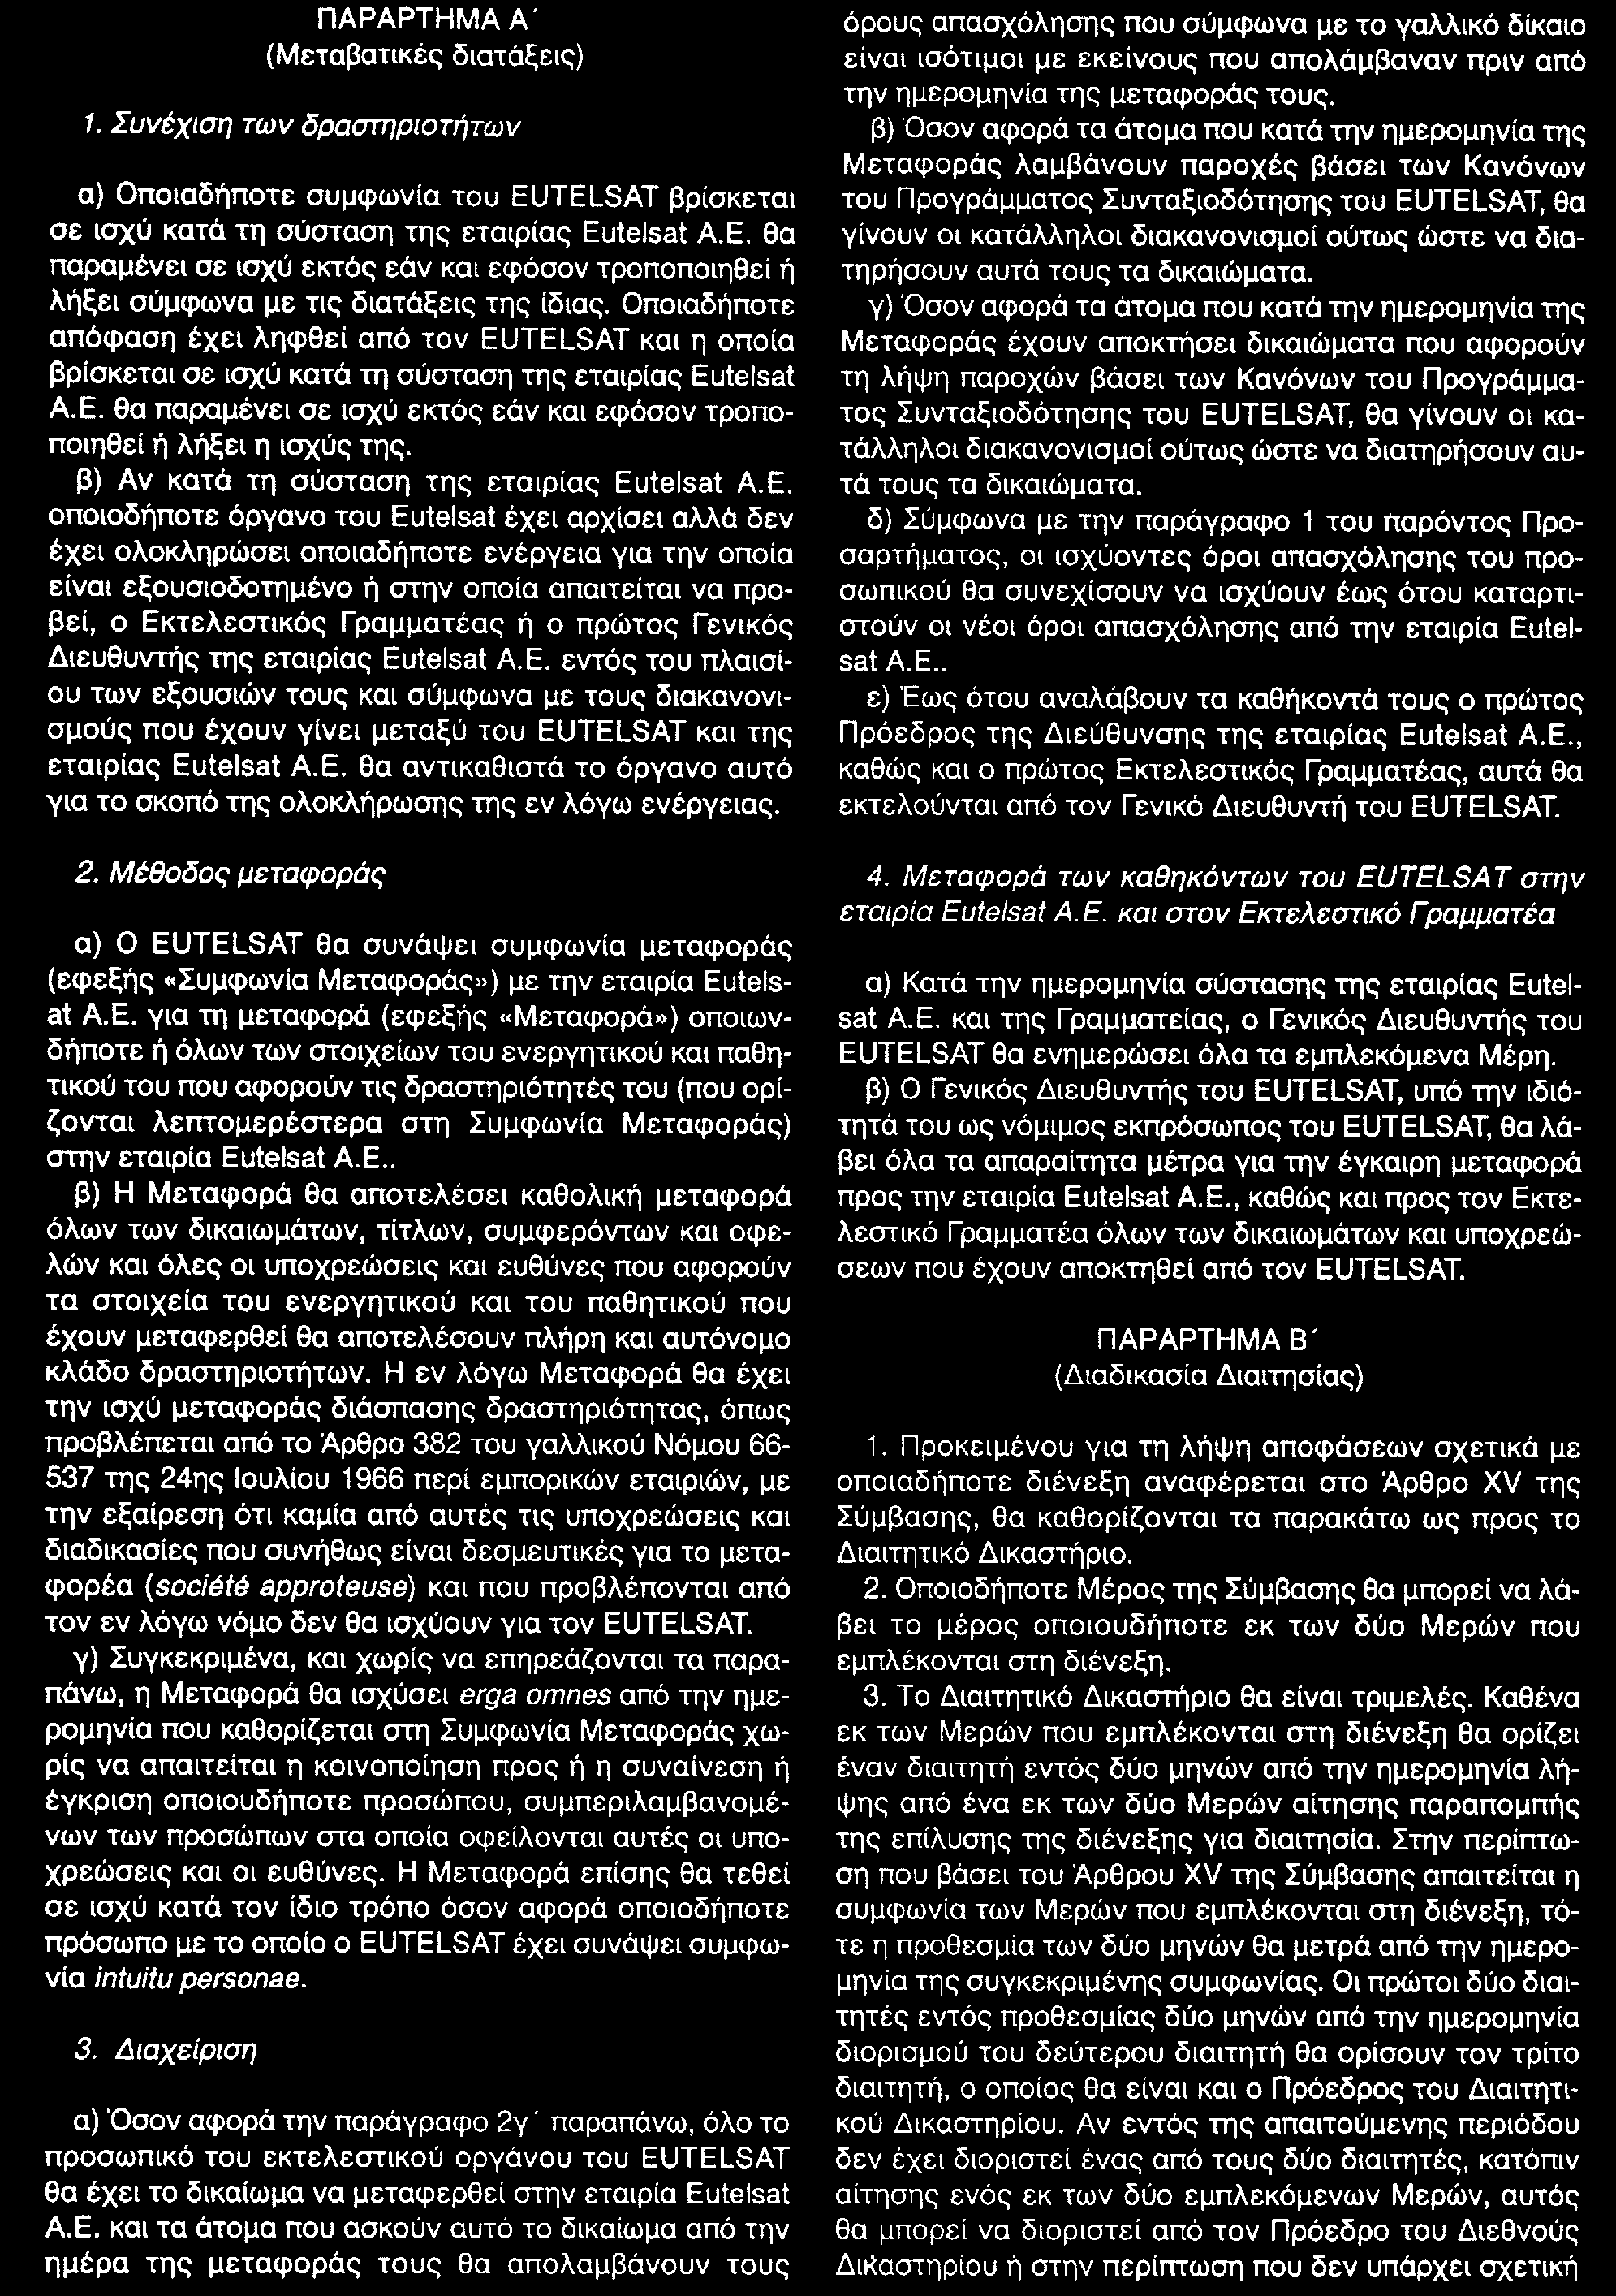 ΠΑΡΑΡΤΗΜΑ Α΄
(Μεταβατικές διατάξεις)
1. Συνέχιση των δραστηριοτήτων
α) Οποιαδήποτε συμφωνία του EUTELSAT βρίσκεται
σε ισχύ κατά τη σύσταση της εταιρίας Eutelsat Α.Ε. θα
παραμένει σε ισχύ εκτός εάν και εφόσον τροποποιηθεί ή
λήξει σύμφωνα με τις διατάξεις της ίδιας. Οποιαδήποτε
απόφαση έχει ληφθεί από τον EUTELSAT και η οποία
βρίσκεται σε ισχύ κατά τη σύσταση της εταιρίας Eutelsat
Α.Ε. θα παραμένει σε ισχύ εκτός εάν και εφόσον τροπο-
ποιηθεί ή λήξει η ισχύς της.
β) Αν κατά τη σύσταση της εταιρίας Eutelsat Α.Ε.
οποιοδήποτε όργανο του Eutelsat έχει αρχίσει αλλά δεν
έχει ολοκληρώσει οποιαδήποτε ενέργεια για την οποία
είναι εξουσιοδοτημένο ή στην οποία απαιτείται να προ-
βεί, ο Εκτελεστικός Γραμματέας ή ο πρώτος Γενικός
Διευθυντής της εταιρίας Eutelsat Α.Ε. εντός του πλαισί-
ου των εξουσιών τους και σύμφωνα με τους διακανονι-
σμούς που έχουν γίνει μεταξύ του EUTELSAT και της
εταιρίας Eutelsat Α.Ε. θα αντικαθιστά το όργανο αυτό
για το σκοπό της ολοκλήρωσης της εν λόγω ενέργειας.
2. Μέθοδος μεταφοράς
α) Ο EUTELSAT θα συνάψει συμφωνία μεταφοράς
(εφεξής «Συμφωνία Μεταφοράς») με την εταιρία Eutels-
at Α.Ε. για τη μεταφορά (εφεξής «Μεταφορά») οποιων-
δήποτε ή όλων των στοιχείων του ενεργητικού και παθη-
τικού του που αφορούν τις δραστηριότητές του (που ορί-
ζονται λεπτομερέστερα στη Συμφωνία Μεταφοράς)
στην εταιρία Eutelsat Α.Ε..
β) Η Μεταφορά θα αποτελέσει καθολική μεταφορά
όλων των δικαιωμάτων, τίτλων, συμφερόντων και οφε-
λών και όλες οι υποχρεώσεις και ευθύνες που αφορούν
τα στοιχεία του ενεργητικού και του παθητικού που
έχουν μεταφερθεί θα αποτελέσουν πλήρη και αυτόνομο
κλάδο δραστηριοτήτων. Η εν λόγω Μεταφορά θα έχει
την ισχύ μεταφοράς διάσπασης δραστηριότητας, όπως
προβλέπεται από το Άρθρο 382 του γαλλικού Νόμου 66-
537 της 24ης Ιουλίου 1966 περί εμπορικών εταιριών, με
την εξαίρεση ότι καμία από αυτές τις υποχρεώσεις και
διαδικασίες που συνήθως είναι δεσμευτικές για το μετα-
φορέα (société approteuse) και που προβλέπονται από
τον εν λόγω νόμο δεν θα ισχύουν για τον EUTELSAT.
γ) Συγκεκριμένα, και χωρίς να επηρεάζονται τα παρα-
πάνω, η Μεταφορά θα ισχύσει erga omnes από την ημε-
ρομηνία που καθορίζεται στη Συμφωνία Μεταφοράς χω-
ρίς να απαιτείται η κοινοποίηση προς ή η συναίνεση ή
έγκριση οποιουδήποτε προσώπου, συμπεριλαμβανομέ-
νων των προσώπων στα οποία οφείλονται αυτές οι υπο-
χρεώσεις και οι ευθύνες. Η Μεταφορά επίσης θα τεθεί
σε ισχύ κατά τον ίδιο τρόπο όσον αφορά οποιοδήποτε
πρόσωπο με το οποίο ο EUTELSAT έχει συνάψει συμφω-
νία intuitu personae.
3. Διαχείριση
α) Όσον αφορά την παράγραφο 2γ΄ παραπάνω, όλο το
προσωπικό του εκτελεστικού οργάνου του EUTELSAT
θα έχει το δικαίωμα να μεταφερθεί στην εταιρία Eutelsat
Α.Ε. και τα άτομα που ασκούν αυτό το δικαίωμα από την
ημέρα της μεταφοράς τους θα απολαμβάνουν τους
όρους απασχόλησης που σύμφωνα με το γαλλικό δίκαιο
είναι ισότιμοι με εκείνους που απολάμβαναν πριν από
την ημερομηνία της μεταφοράς τους.
β) Όσον αφορά τα άτομα που κατά την ημερομηνία της
Μεταφοράς λαμβάνουν παροχές βάσει των Κανόνων
του Προγράμματος Συνταξιοδότησης του EUTELSAT, θα
γίνουν οι κατάλληλοι διακανονισμοί ούτως ώστε να δια-
τηρήσουν αυτά τους τα δικαιώματα.
γ) Όσον αφορά τα άτομα που κατά την ημερομηνία της
Μεταφοράς έχουν αποκτήσει δικαιώματα που αφορούν
τη λήψη παροχών βάσει των Κανόνων του Προγράμμα-
τος Συνταξιοδότησης του EUTELSAT, θα γίνουν οι κα-
τάλληλοι διακανονισμοί ούτως ώστε να διατηρήσουν αυ-
τά τους τα δικαιώματα.
δ) Σύμφωνα με την παράγραφο 1 του παρόντος Προ-
σαρτήματος, οι ισχύοντες όροι απασχόλησης του προ-
σωπικού θα συνεχίσουν να ισχύουν έως ότου καταρτι-
στούν οι νέοι όροι απασχόλησης από την εταιρία Eutel-
sat Α.Ε..
ε) Έως ότου αναλάβουν τα καθήκοντά τους ο πρώτος
Πρόεδρος της Διεύθυνσης της εταιρίας Eutelsat Α.Ε.,
καθώς και ο πρώτος Εκτελεστικός Γραμματέας, αυτά θα
εκτελούνται από τον Γενικό Διευθυντή του EUTELSAT.
4. Μεταφορά των καθηκόντων του EUTELSAT στην
εταιρία Eutelsat Α.Ε. και στον Εκτελεστικό Γραμματέα
α) Κατά την ημερομηνία σύστασης της εταιρίας Eutel-
sat Α.Ε. και της Γραμματείας, ο Γενικός Διευθυντής του
EUTELSAT θα ενημερώσει όλα τα εμπλεκόμενα Μέρη.
β) Ο Γενικός Διευθυντής του EUTELSAT, υπό την ιδιό-
τητά του ως νόμιμος εκπρόσωπος του EUTELSAT, θα λά-
βει όλα τα απαραίτητα μέτρα για την έγκαιρη μεταφορά
προς την εταιρία Eutelsat Α.Ε., καθώς και προς τον Εκτε-
λεστικό Γραμματέα όλων των δικαιωμάτων και υποχρεώ-
σεων που έχουν αποκτηθεί από τον EUTELSAT.
ΠΑΡΑΡΤΗΜΑ Β΄
(Διαδικασία Διαιτησίας)
1. Προκειμένου για τη λήψη αποφάσεων σχετικά με
οποιαδήποτε διένεξη αναφέρεται στο Άρθρο XV της
Σύμβασης, θα καθορίζονται τα παρακάτω ως προς το
Διαιτητικό Δικαστήριο.
2. Οποιοδήποτε Μέρος της Σύμβασης θα μπορεί να λά-
βει το μέρος οποιουδήποτε εκ των δύο Μερών που
εμπλέκονται στη διένεξη.
3. Το Διαιτητικό Δικαστήριο θα είναι τριμελές. Καθένα
εκ των Μερών που εμπλέκονται στη διένεξη θα ορίζει
έναν διαιτητή εντός δύο μηνών από την ημερομηνία λή-
ψης από ένα εκ των δύο Μερών αίτησης παραπομπής
της επίλυσης της διένεξης για διαιτησία. Στην περίπτω-
ση που βάσει του Άρθρου XV της Σύμβασης απαιτείται η
συμφωνία των Μερών που εμπλέκονται στη διένεξη, τό-
τε η προθεσμία των δύο μηνών θα μετρά από την ημερο-
μηνία της συγκεκριμένης συμφωνίας. Οι πρώτοι δύο διαι-
τητές εντός προθεσμίας δύο μηνών από την ημερομηνία
διορισμού του δεύτερου διαιτητή θα ορίσουν τον τρίτο
διαιτητή, ο οποίος θα είναι και ο Πρόεδρος του Διαιτητι-
κού Δικαστηρίου. Αν εντός της απαιτούμενης περιόδου
δεν έχει διοριστεί ένας από τους δύο διαιτητές, κατόπιν
αίτησης ενός εκ των δύο εμπλεκόμενων Μερών, αυτός
θα μπορεί να διοριστεί από τον Πρόεδρο του Διεθνούς
Δικαστηρίου ή στην περίπτωση που δεν υπάρχει σχετική